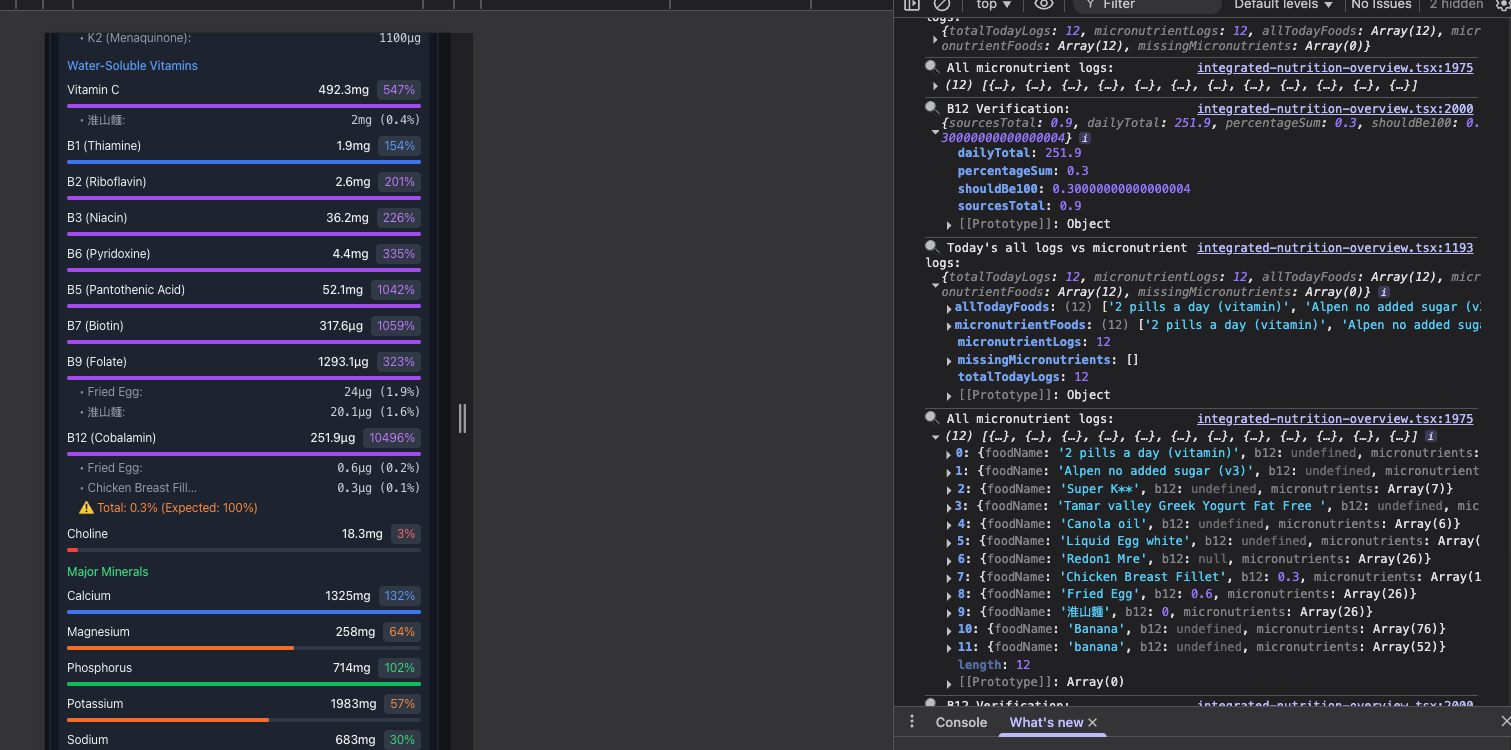 • K2 (Menaquinone): 1100µg
Water-Soluble Vitamins
Vitamin C 492.3mg 547%
• 淮山麵: 2mg (0.4%)
B1 (Thiamine) 1.9mg 154%
B2 (Riboflavin) 2.6mg 201%
B3 (Niacin) 36.2mg 226%
B6 (Pyridoxine) 4.4mg 335%
B5 (Pantothenic Acid) 52.1mg 1042%
B7 (Biotin) 317.6µg 1059%
B9 (Folate) 1293.1µg 323%
• Fried Egg: 24µg (1.9%)
• 淮山麵: 20.1µg (1.6%)
B12 (Cobalamin) 251.9µg 10496%
• Fried Egg: 0.6µg (0.2%)
• Chicken Breast Fill... 0.3µg (0.1%)
⚠️ Total: 0.3% (Expected: 100%)
Choline 18.3mg 3%
Major Minerals
Calcium 1325mg 132%
Magnesium 258mg 64%
Phosphorus 714mg 102%
Potassium 1983mg 57%
Sodium 683mg 30%
top ▼ Filter Default levels ▼ No Issues 2 hidden
logs:
{totalTodayLogs: 12, micronutrientLogs: 12, allTodayFoods: Array(12), micr
onutrientFoods: Array(12), missingMicronutrients: Array(0)}
All micronutrient logs: integrated-nutrition-overview.tsx:1975
(12) [{…}, {…}, {…}, {…}, {…}, {…}, {…}, {…}, {…}, {…}, {…}, {…}]
B12 Verification: integrated-nutrition-overview.tsx:2000
{sourcesTotal: 0.9, dailyTotal: 251.9, percentageSum: 0.3, shouldBe100: 0.
30000000000000004} i
dailyTotal: 251.9
percentageSum: 0.3
shouldBe100: 0.30000000000000004
sourcesTotal: 0.9
[[Prototype]]: Object
Today's all logs vs micronutrient integrated-nutrition-overview.tsx:1193
logs:
{totalTodayLogs: 12, micronutrientLogs: 12, allTodayFoods: Array(12), micr
onutrientFoods: Array(12), missingMicronutrients: Array(0)} i
allTodayFoods: (12) ['2 pills a day (vitamin)', 'Alpen no added sugar (v
micronutrientFoods: (12) ['2 pills a day (vitamin)', 'Alpen no added sug
micronutrientLogs: 12
missingMicronutrients: []
totalTodayLogs: 12
[[Prototype]]: Object
All micronutrient logs: integrated-nutrition-overview.tsx:1975
(12) [{…}, {…}, {…}, {…}, {…}, {…}, {…}, {…}, {…}, {…}, {…}, {…}] i
0: {foodName: '2 pills a day (vitamin)', b12: undefined, micronutrients:
1: {foodName: 'Alpen no added sugar (v3)', b12: undefined, micronutrient
2: {foodName: 'Super K**', b12: undefined, micronutrients: Array(7)}
3: {foodName: 'Tamar valley Greek Yogurt Fat Free ', b12: undefined, mic
4: {foodName: 'Canola oil', b12: undefined, micronutrients: Array(6)}
5: {foodName: 'Liquid Egg white', b12: undefined, micronutrients: Array(
6: {foodName: 'Redon1 Mre', b12: null, micronutrients: Array(26)}
7: {foodName: 'Chicken Breast Fillet', b12: 0.3, micronutrients: Array(1
8: {foodName: 'Fried Egg', b12: 0.6, micronutrients: Array(26)}
9: {foodName: '淮山麵', b12: 0, micronutrients: Array(26)}
10: {foodName: 'Banana', b12: undefined, micronutrients: Array(76)}
11: {foodName: 'banana', b12: undefined, micronutrients: Array(52)}
length: 12
[[Prototype]]: Array(0)
B12 Verification: integrated-nutrition-overview.tsx:2000
Console What's new ×